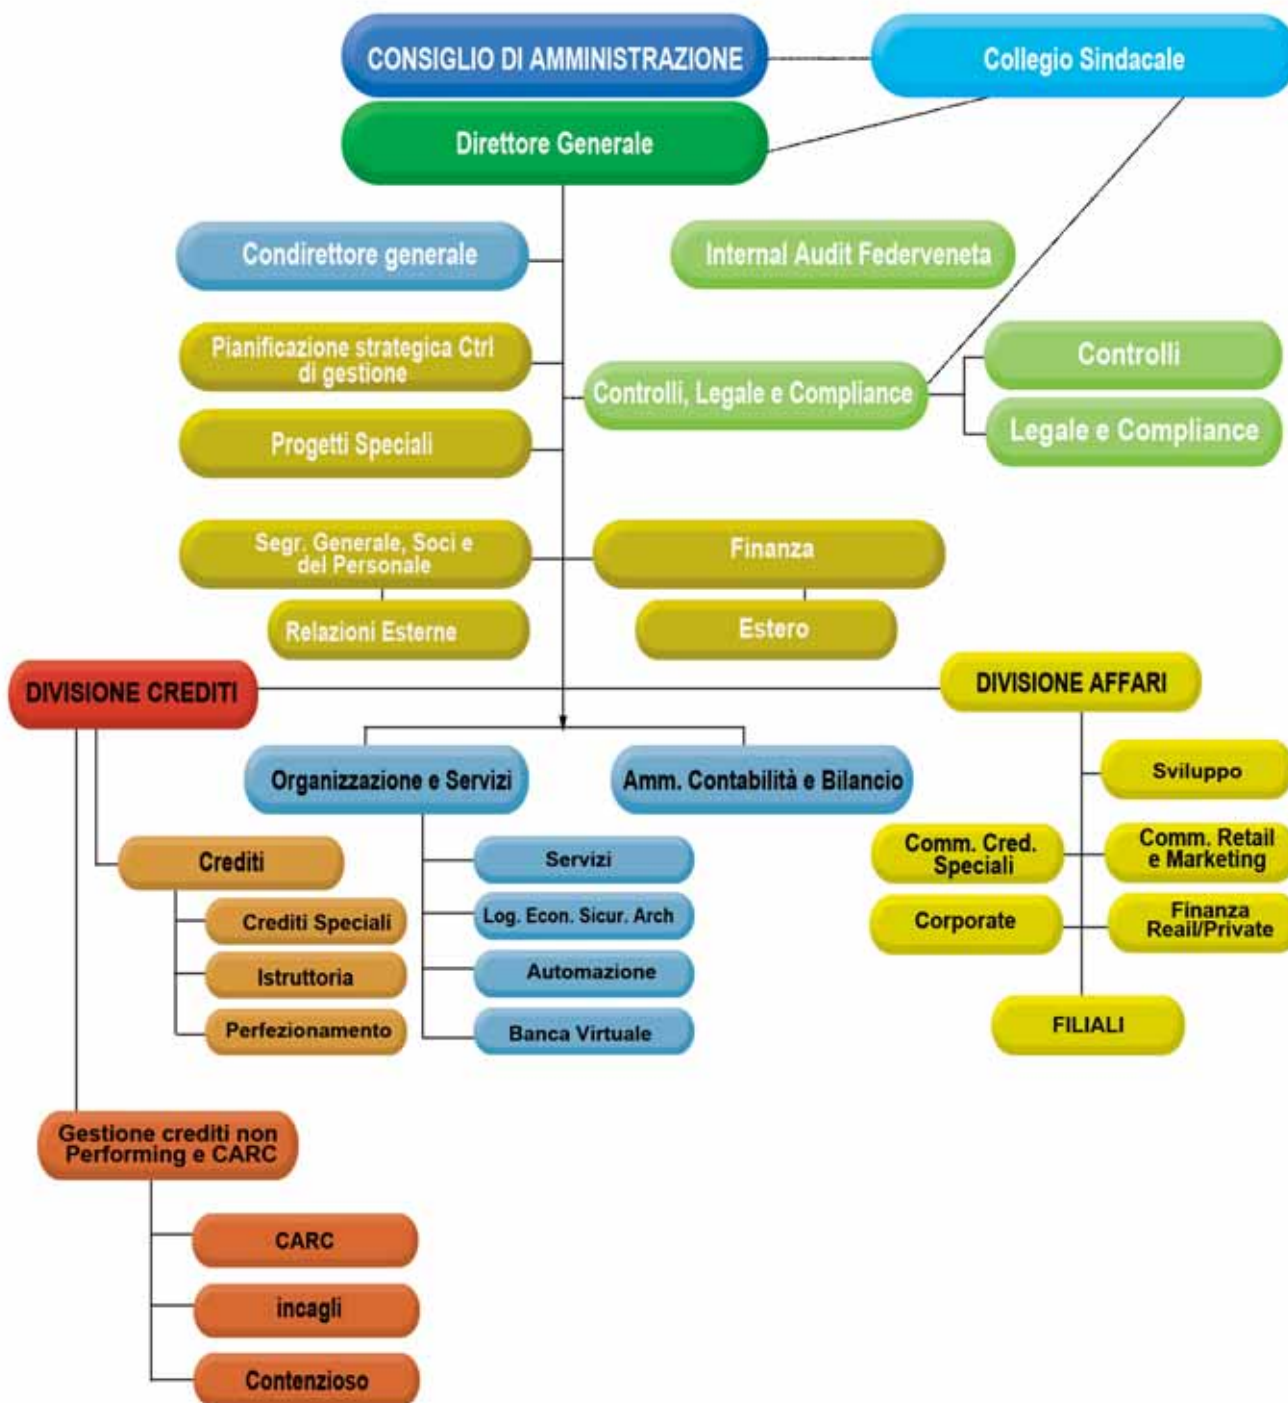 CONSIGLIO DI AMMINISTRAZIONE
Collegio Sindacale
Direttore Generale
Condirettore generale
Internal Audit Federveneta
Pianificazione strategica Ctrl
di gestione
Controlli, Legale e Compliance
Controlli
Legale e Compliance
Progetti Speciali
Segr. Generale, Soci e
del Personale
Finanza
Relazioni Esterne
Estero
DIVISIONE CREDITI
DIVISIONE AFFARI
Organizzazione e Servizi
Amm. Contabilità e Bilancio
Sviluppo
Crediti
Servizi
Comm. Cred.
Speciali
Comm. Retail
e Marketing
Crediti Speciali
Log. Econ. Sicur. Arch
Corporate
Finanza
Reail/Private
Istruttoria
Automazione
Perfezionamento
Banca Virtuale
FILIALI
Gestione crediti non
Performing e CARC
CARC
incagli
Contenzioso